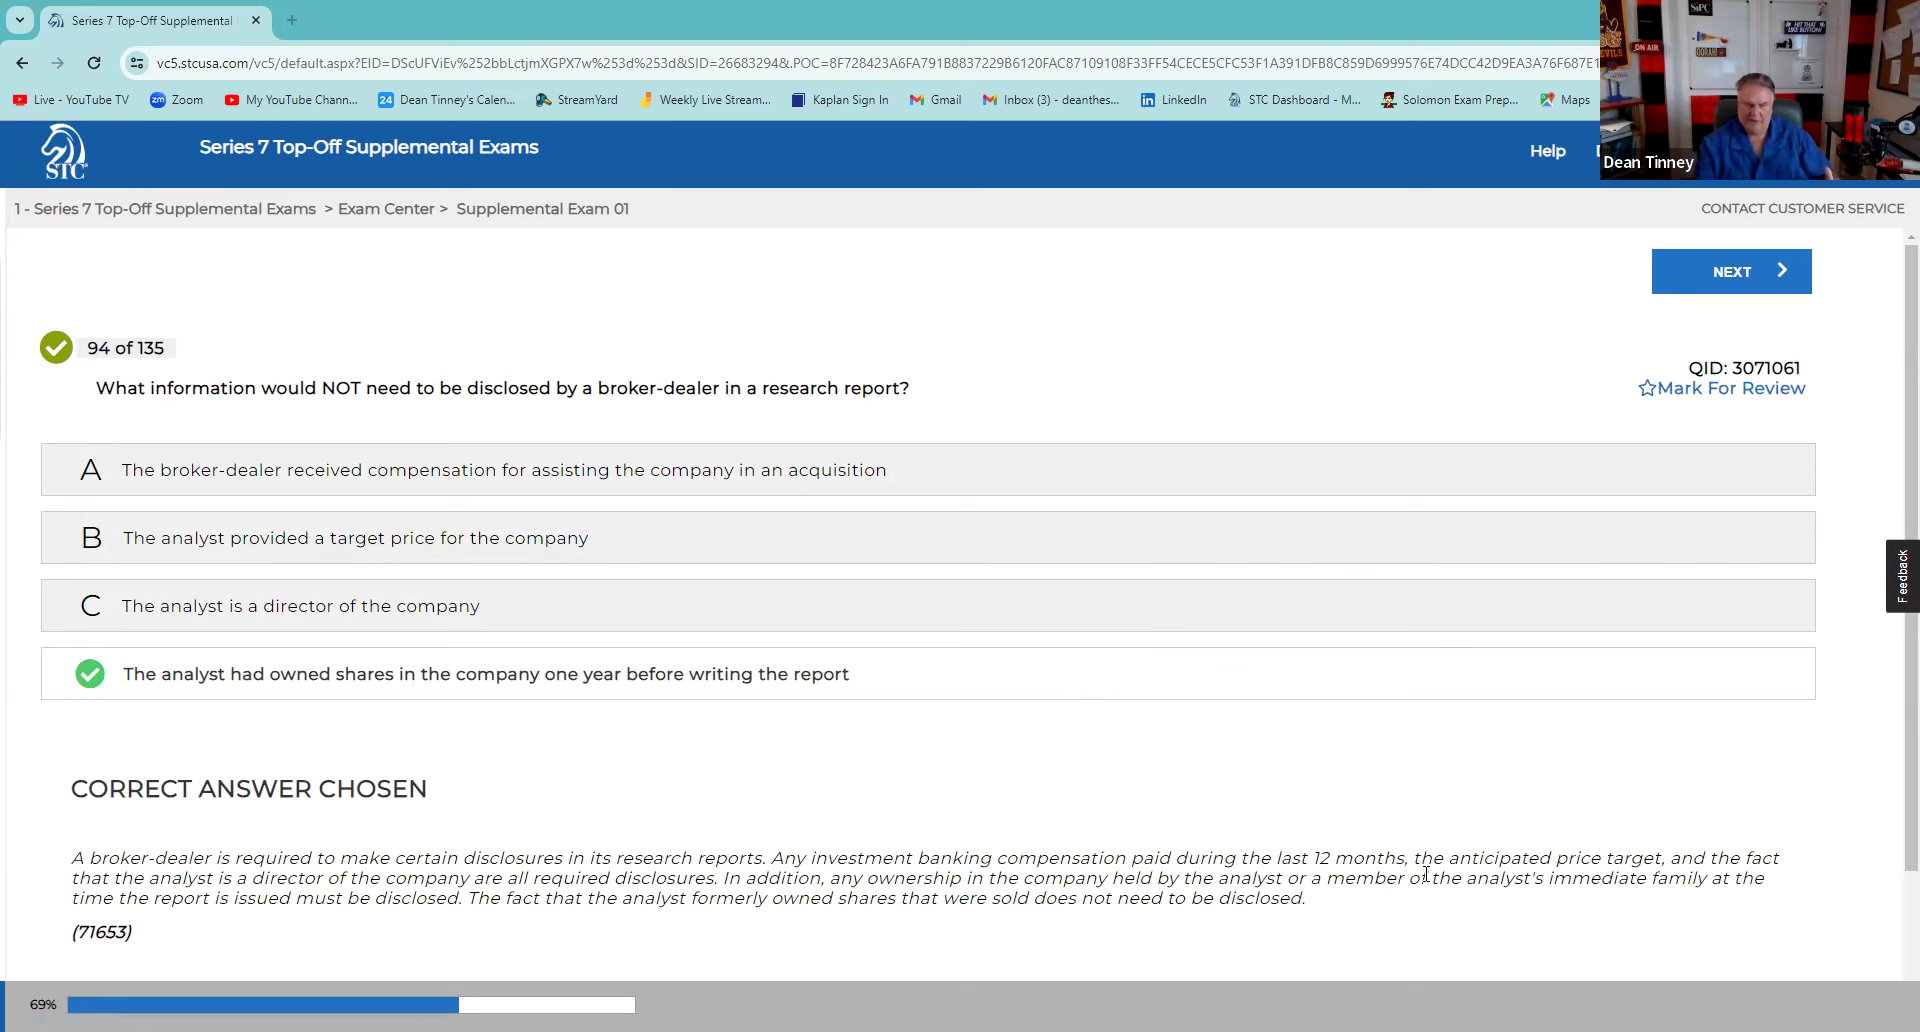 Series 7 Top-Off Supplemental
vc5.stcusa.com/vc5/default.aspx?EID=DScUFViEv%252bbLctjmXGPX7w%253d%253d&SID=26683294&.POC=8F728423A6FA791B8837229B6120FAC87109108F33FF54CECE5CFC53F1A391DFB8C859D6999576E74DCC42D9EA3A76F687E1
Live - YouTube TV Zoom My YouTube Chann... 24 Dean Tinney's Calen... StreamYard Weekly Live Stream... Kaplan Sign In Gmail Inbox (3) - deanthes... LinkedIn STC Dashboard - M... Solomon Exam Prep... Maps
SIPC
HIT THAT
LIKE BUTTON!
ON AIR
Dean Tinney
STC
Series 7 Top-Off Supplemental Exams
Help
1 - Series 7 Top-Off Supplemental Exams > Exam Center > Supplemental Exam 01
CONTACT CUSTOMER SERVICE
NEXT
94 of 135
QID: 3071061
What information would NOT need to be disclosed by a broker-dealer in a research report?
Mark For Review
A The broker-dealer received compensation for assisting the company in an acquisition
B The analyst provided a target price for the company
C The analyst is a director of the company
The analyst had owned shares in the company one year before writing the report
Feedback
CORRECT ANSWER CHOSEN
A broker-dealer is required to make certain disclosures in its research reports. Any investment banking compensation paid during the last 12 months, the anticipated price target, and the fact
that the analyst is a director of the company are all required disclosures. In addition, any ownership in the company held by the analyst or a member of the analyst's immediate family at the
time the report is issued must be disclosed. The fact that the analyst formerly owned shares that were sold does not need to be disclosed.
(71653)
69%